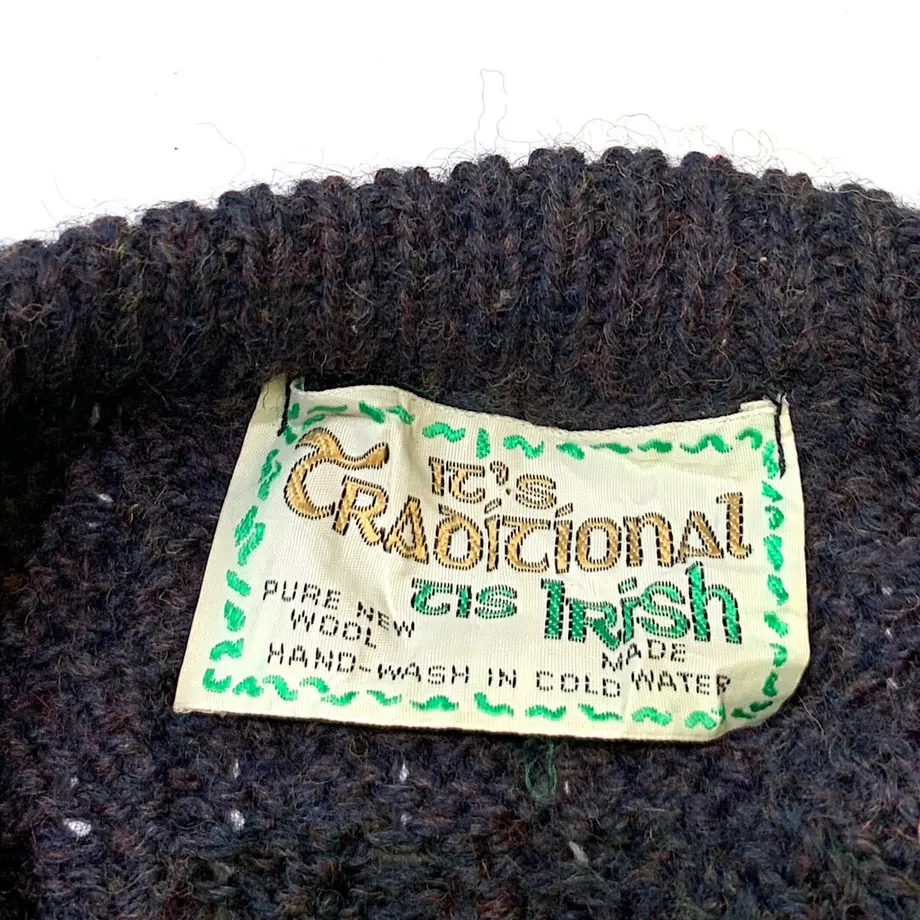 It's
Traditional
tis Irish
PURE NEW
WOOL
MADE
HAND-WASH IN COLD WATER